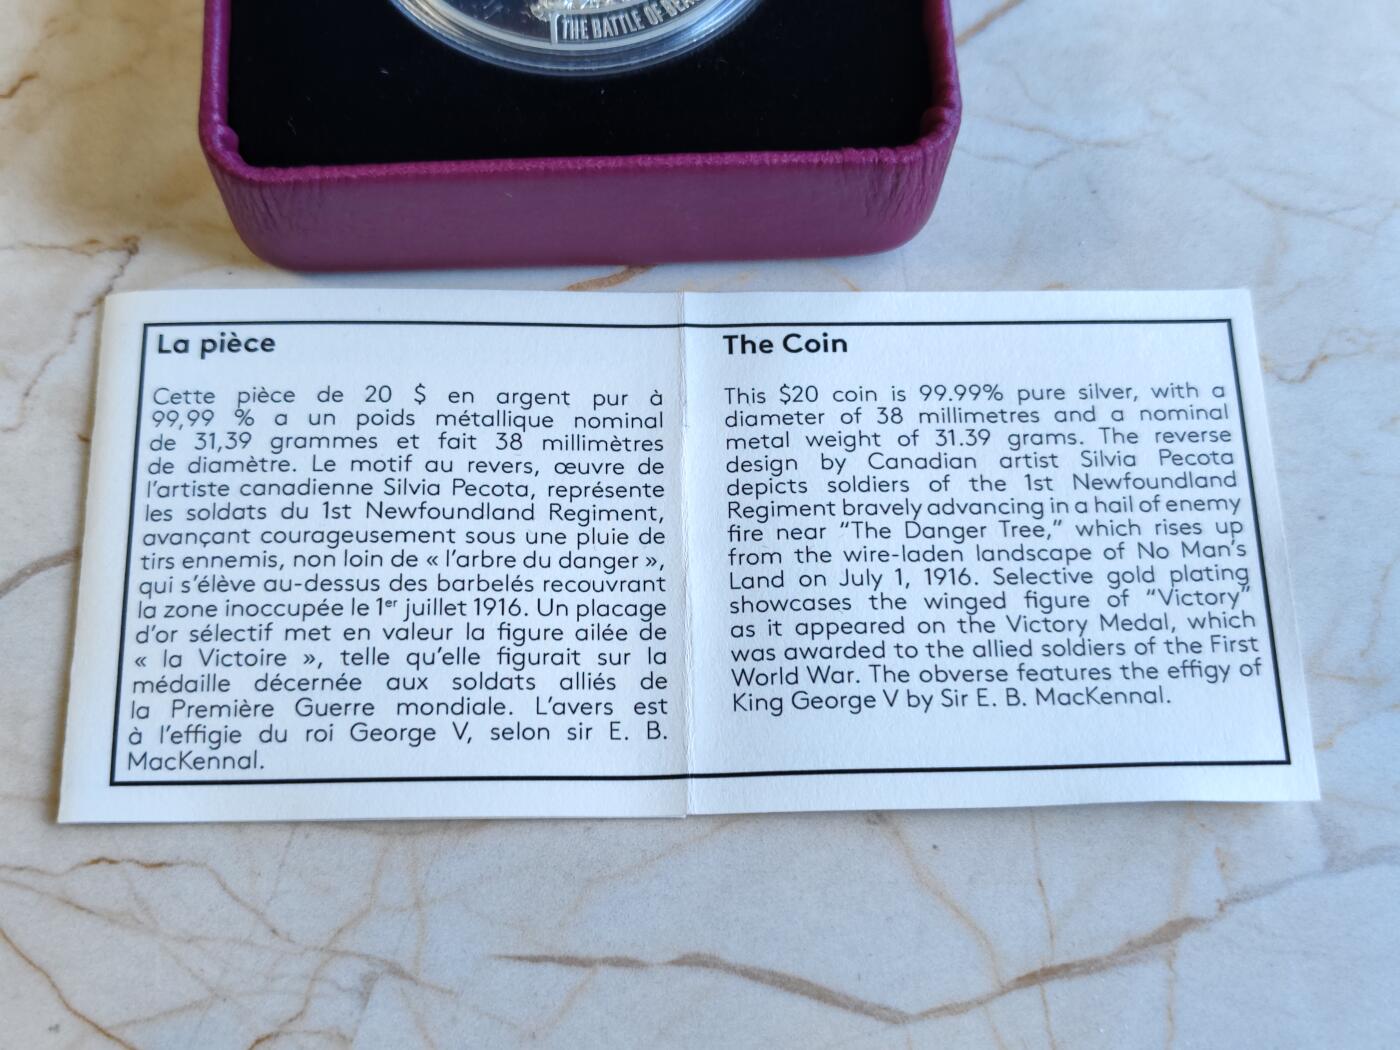 THE BATTLE OF
La pièce
Cette pièce de 20 $ en argent pur à
99,99 % a un poids métallique nominal
de 31,39 grammes et fait 38 millimètres
de diamètre. Le motif au revers, œuvre de
l'artiste canadienne Silvia Pecota, représente
les soldats du 1st Newfoundland Regiment,
avançant courageusement sous une pluie de
tirs ennemis, non loin de « l'arbre du danger »,
qui s'élève au-dessus des barbelés recouvrant
la zone inoccupée le 1er juillet 1916. Un placage
d'or sélectif met en valeur la figure ailée de
« la Victoire », telle qu'elle figurait sur la
médaille décernée aux soldats alliés de
la Première Guerre mondiale. L'avers est
à l'effigie du roi George V, selon sir E. B.
MacKennal.
The Coin
This $20 coin is 99.99% pure silver, with a
diameter of 38 millimetres and a nominal
metal weight of 31.39 grams. The reverse
design by Canadian artist Silvia Pecota
depicts soldiers of the 1st Newfoundland
Regiment bravely advancing in a hail of enemy
fire near “The Danger Tree,” which rises up
from the wire-laden landscape of No Man's
Land on July 1, 1916. Selective gold plating
showcases the winged figure of “Victory”
as it appeared on the Victory Medal, which
was awarded to the allied soldiers of the First
World War. The obverse features the effigy of
King George V by Sir E. B. MacKennal.